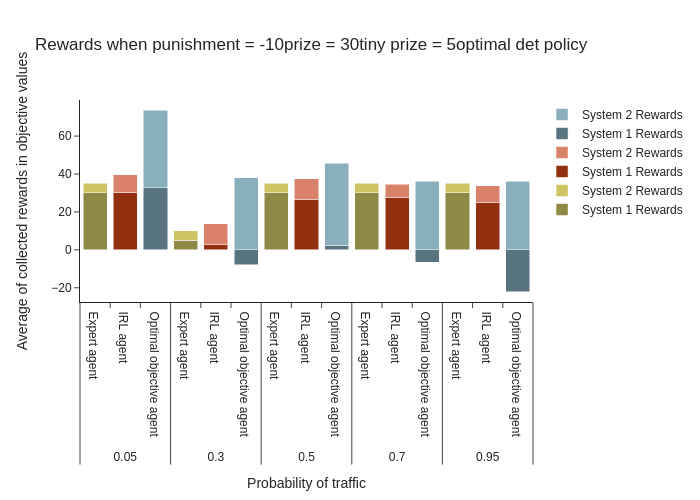 Rewards when punishment = -10prize = 30tiny prize = 5optimal det policy
Average of collected rewards in objective values
60
40
20
0
−20
System 2 Rewards
System 1 Rewards
System 2 Rewards
System 1 Rewards
System 2 Rewards
System 1 Rewards
Expert agent
IRL agent
Optimal objective agent
Expert agent
IRL agent
Optimal objective agent
Expert agent
IRL agent
Optimal objective agent
Expert agent
IRL agent
Optimal objective agent
Expert agent
IRL agent
Optimal objective agent
0.05 0.3 0.5 0.7 0.95
Probability of traffic